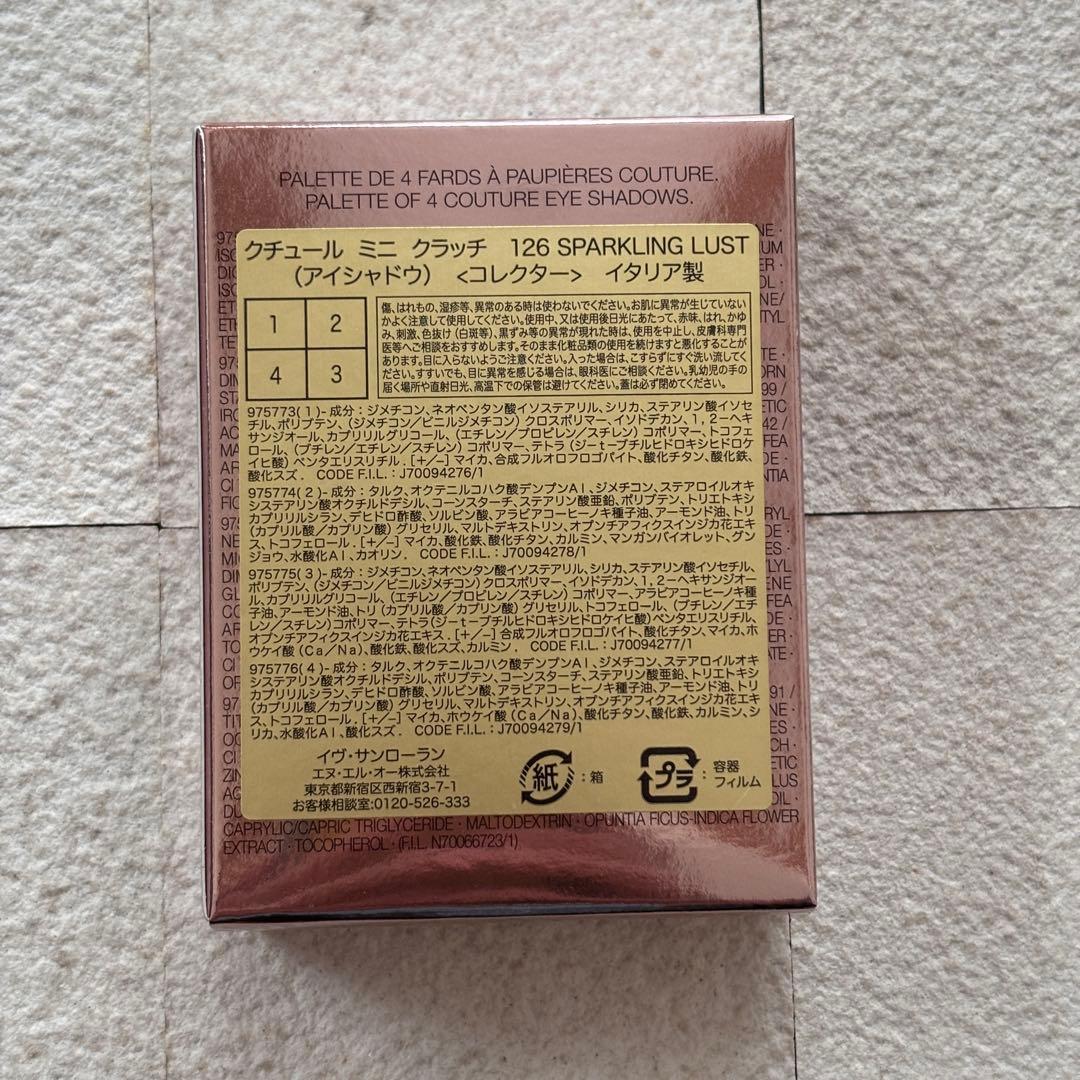 PALETTE DE 4 FARDS À PAUPIÈRES COUTURE.
PALETTE OF 4 COUTURE EYE SHADOWS.
クチュール ミニ クラッチ 126 SPARKLING LUST
(アイシャドウ) <コレクター> イタリア製
1 2
4 3
傷、はれもの、湿疹等、異常のある時は使わないでください。お肌に異常が生じていない
かよく注意して使用してください。使用中、又は使用後日光にあたって、赤味、はれ、かゆ
み、刺激、色抜け(白斑等)、黒ずみ等の異常が現れた時は、使用を中止し、皮膚科専門
医等へご相談をおすすめします。そのまま化粧品類の使用を続けますと悪化することが
あります。目に入らないようご注意ください。入った場合は、こすらずにすぐ洗い流してく
ださい。すすいでも、目に異常を感じる場合は、眼科医にご相談ください。乳幼児の手の
届く場所や直射日光、高温下での保管は避けてください。蓋は必ず閉めてください。
975773(1)-成分:ジメチコン、ネオペンタン酸イソステアリル、シリカ、ステアリン酸イソセチ
ル、ポリブテン、(ジメチコン/ビニルジメチコン)クロスポリマー、イソドデカン、1,2-ヘキ
サンジオール、カプリリルグリコール、(エチレン/プロピレン/スチレン)コポリマー、トコフェ
ロール、(ブチレン/エチレン/スチレン)コポリマー、テトラ(ジ-t-ブチルヒドロキシヒドロケ
イヒ酸)ペンタエリスリチル. [+/-]マイカ、合成フルオロフロゴパイト、酸化チタン、酸化鉄、
酸化スズ. CODE F.I.L.:J70094276/1
975774(2)-成分:タルク、オクテニルコハク酸デンプンAl、ジメチコン、ステアロイルオキ
システアリン酸オクチルドデシル、コーンスターチ、ステアリン酸亜鉛、ポリブテン、トリエトキシ
カプリリルシラン、デヒドロ酢酸、ソルビン酸、アラビアコーヒーノキ種子油、アーモンド油、トリ
(カプリル酸/カプリン酸)グリセリル、マルトデキストリン、オプンチアフィクスインジカ花エキ
ス、トコフェロール. [+/-]マイカ、酸化鉄、酸化チタン、カルミン、マンガンバイオレット、グン
ジョウ、水酸化Al、カオリン. CODE F.I.L.:J70094278/1
975775(3)-成分:ジメチコン、ネオペンタン酸イソステアリル、シリカ、ステアリン酸イソセチル、
ポリブテン、(ジメチコン/ビニルジメチコン)クロスポリマー、イソドデカン、1,2-ヘキサンジオー
ル、カプリリルグリコール、(エチレン/プロピレン/スチレン)コポリマー、アラビアコーヒーノキ種
子油、アーモンド油、トリ(カプリル酸/カプリン酸)グリセリル、トコフェロール、(ブチレン/エチレ
ン/スチレン)コポリマー、テトラ(ジ-t-ブチルヒドロキシヒドロケイヒ酸)ペンタエリスリチル、
オプンチアフィクスインジカ花エキス. [+/-]合成フルオロフロゴパイト、酸化チタン、マイカ、ホ
ウケイ酸(Ca/Na)、酸化鉄、酸化スズ、カルミン. CODE F.I.L.:J70094277/1
975776(4)-成分:タルク、オクテニルコハク酸デンプンAl、ジメチコン、ステアロイルオキ
システアリン酸オクチルドデシル、ポリブテン、コーンスターチ、ステアリン酸亜鉛、トリエトキシ
カプリリルシラン、デヒドロ酢酸、ソルビン酸、アラビアコーヒーノキ種子油、アーモンド油、トリ
(カプリル酸/カプリン酸)グリセリル、マルトデキストリン、オプンチアフィクスインジカ花エキ
ス、トコフェロール. [+/-]マイカ、ホウケイ酸(Ca/Na)、酸化チタン、酸化鉄、カルミン、シ
リカ、水酸化Al、酸化スズ. CODE F.I.L.:J70094279/1
イヴ・サンローラン
エヌ・エル・オー株式会社
東京都新宿区西新宿3-7-1
お客様相談室:0120-526-333
紙 :箱
プラ :容器
フィルム
CAPRYLIC/CAPRIC TRIGLYCERIDE · MALTODEXTRIN · OPUNTIA FICUS-INDICA FLOWER
EXTRACT · TOCOPHEROL · (F.I.L. N70066723/1)